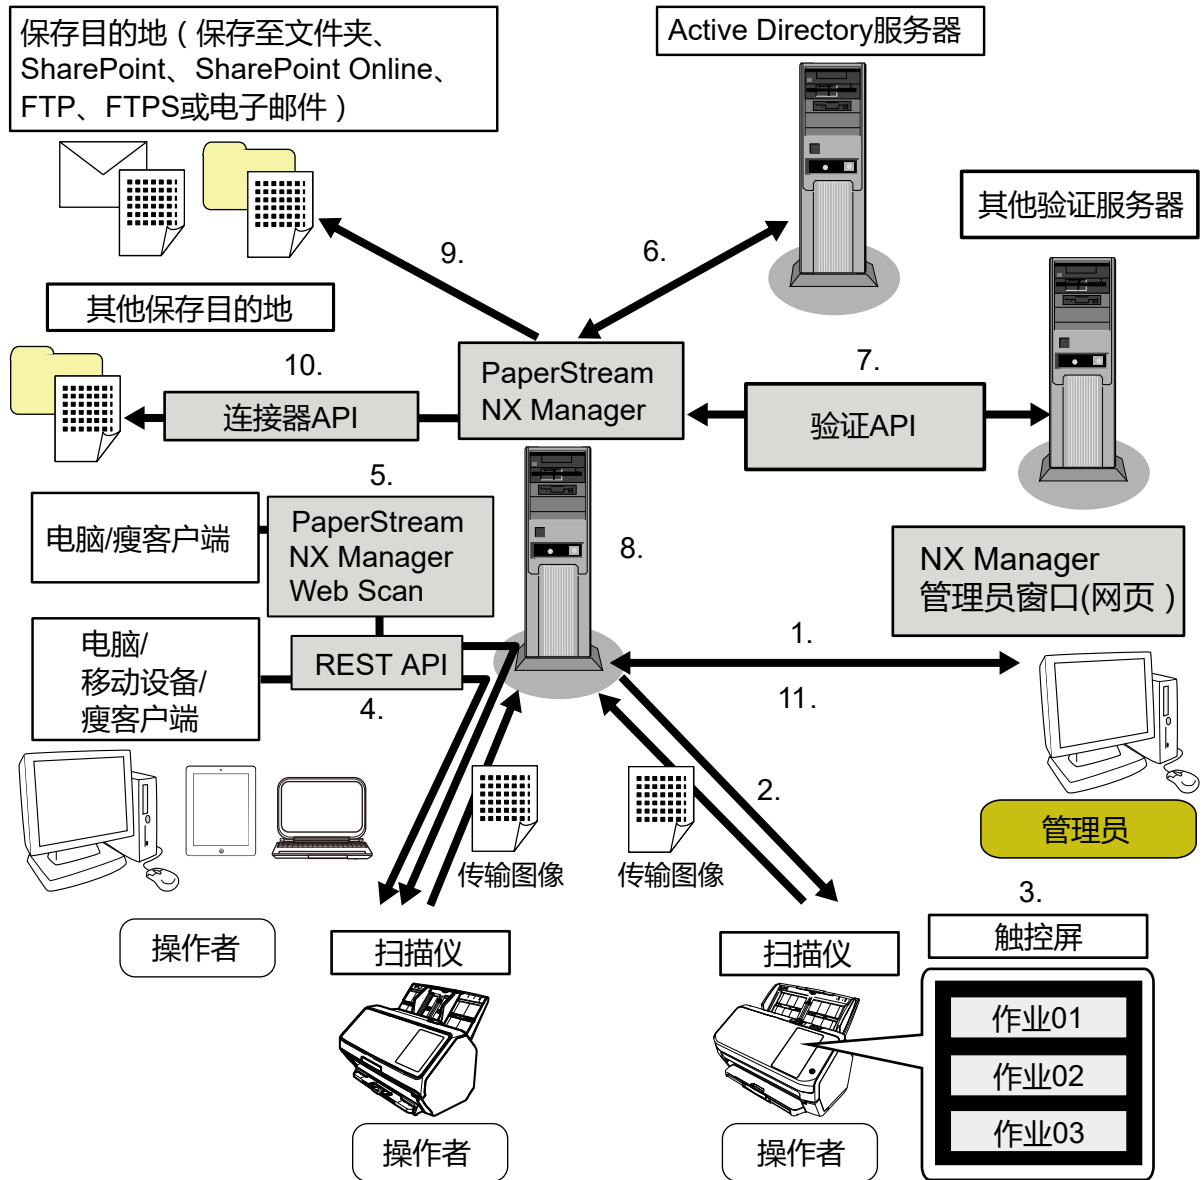 保存目的地（保存至文件夹、
SharePoint、SharePoint Online、
FTP、FTPS或电子邮件）
Active Directory服务器
其他验证服务器
9.
6.
其他保存目的地
10.
连接器API
PaperStream
NX Manager
7.
验证API
5.
电脑/瘦客户端
PaperStream
NX Manager
Web Scan
8.
NX Manager
管理员窗口(网页）
电脑/
移动设备/
瘦客户端
REST API
4.
1.
11.
2.
传输图像
传输图像
管理员
3.
操作者
扫描仪
扫描仪
触控屏
作业01
作业02
作业03
操作者
操作者